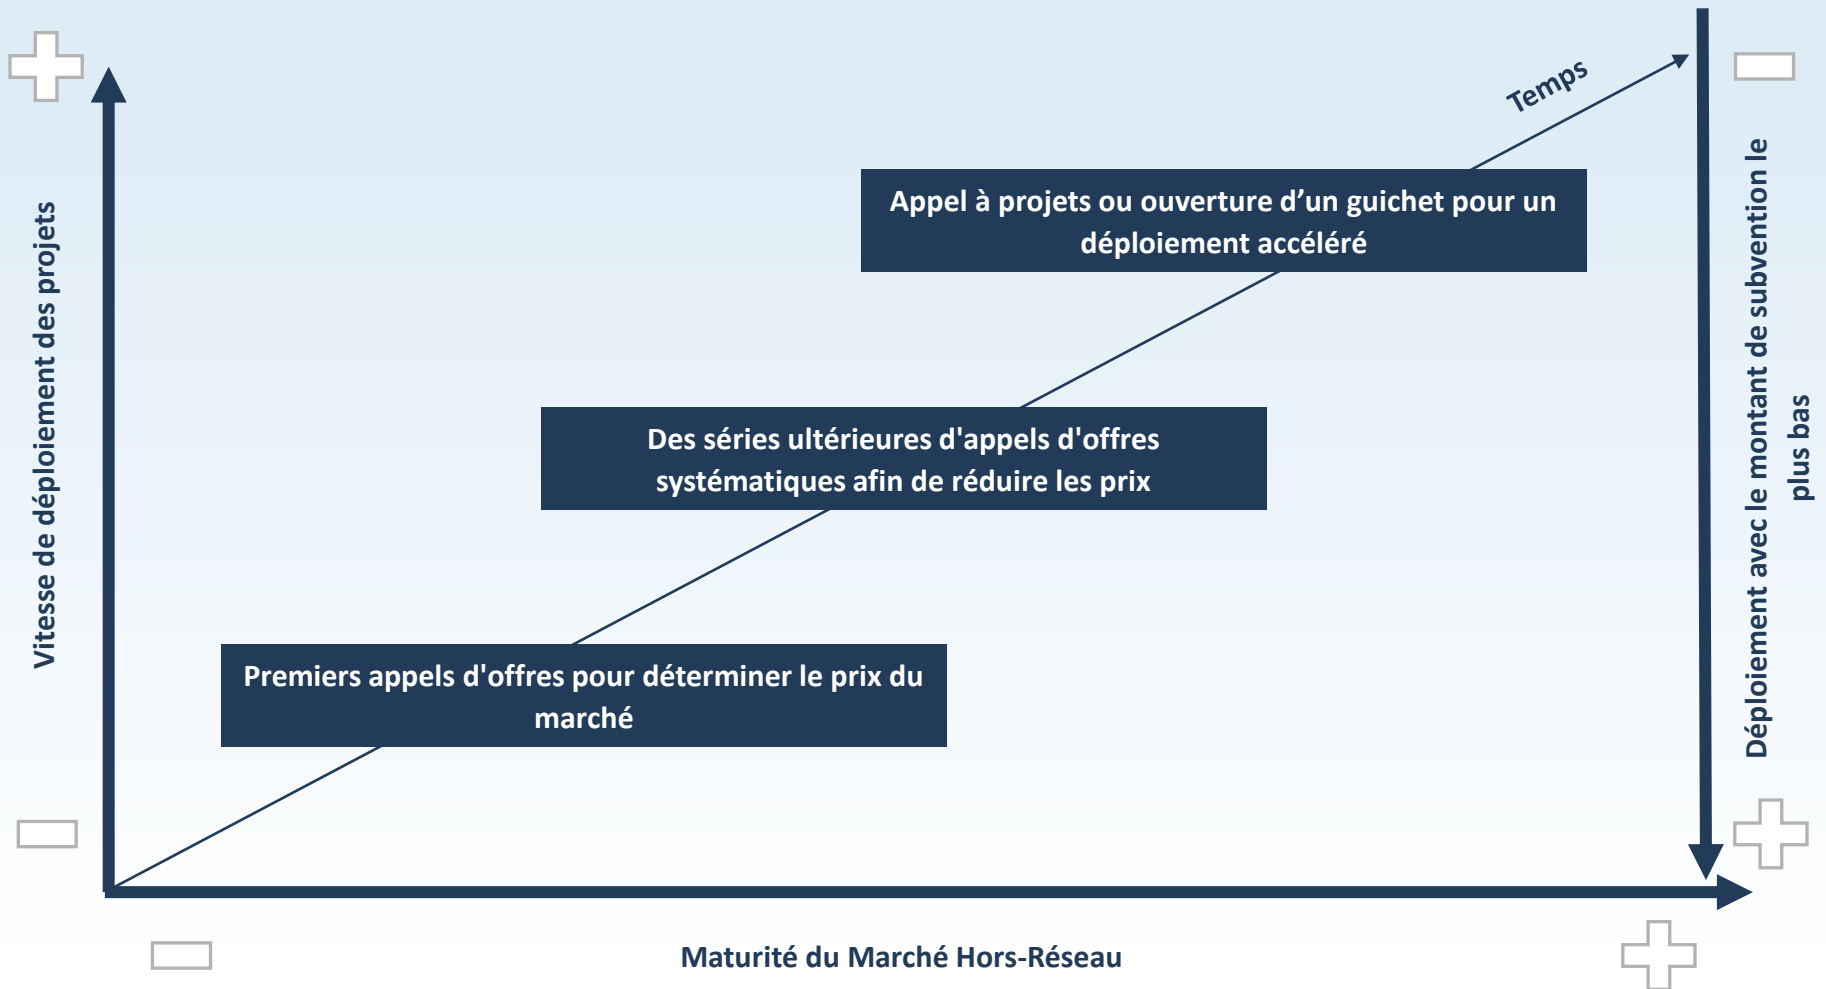 Temps
Appel à projets ou ouverture d’un guichet pour un
déploiement accéléré
Vitesse de déploiement des projets
Déploiement avec le montant de subvention le
plus bas
Des séries ultérieures d'appels d'offres
systématiques afin de réduire les prix
Premiers appels d'offres pour déterminer le prix du
marché
Maturité du Marché Hors-Réseau